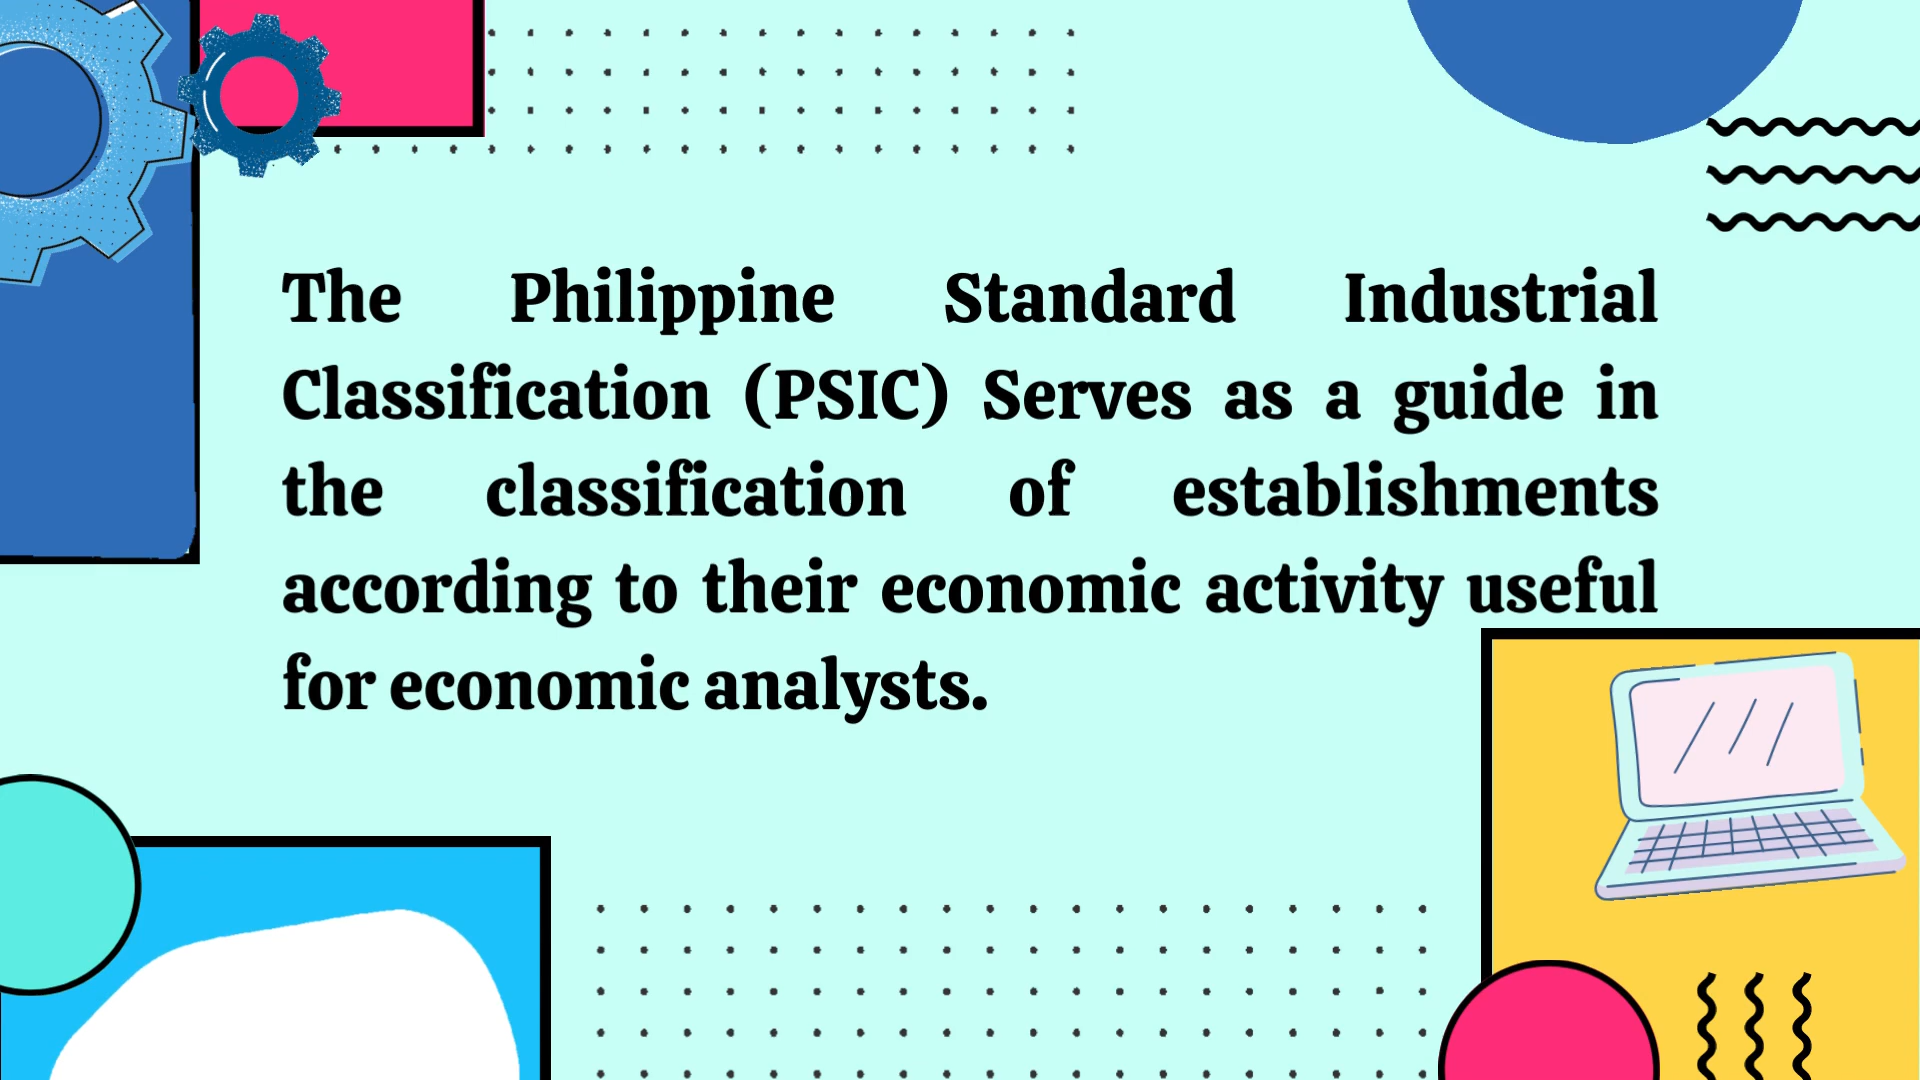 The Philippine Standard Industrial
Classification (PSIC) Serves as a guide in
the classification of establishments
according to their economic activity useful
for economic analysts.